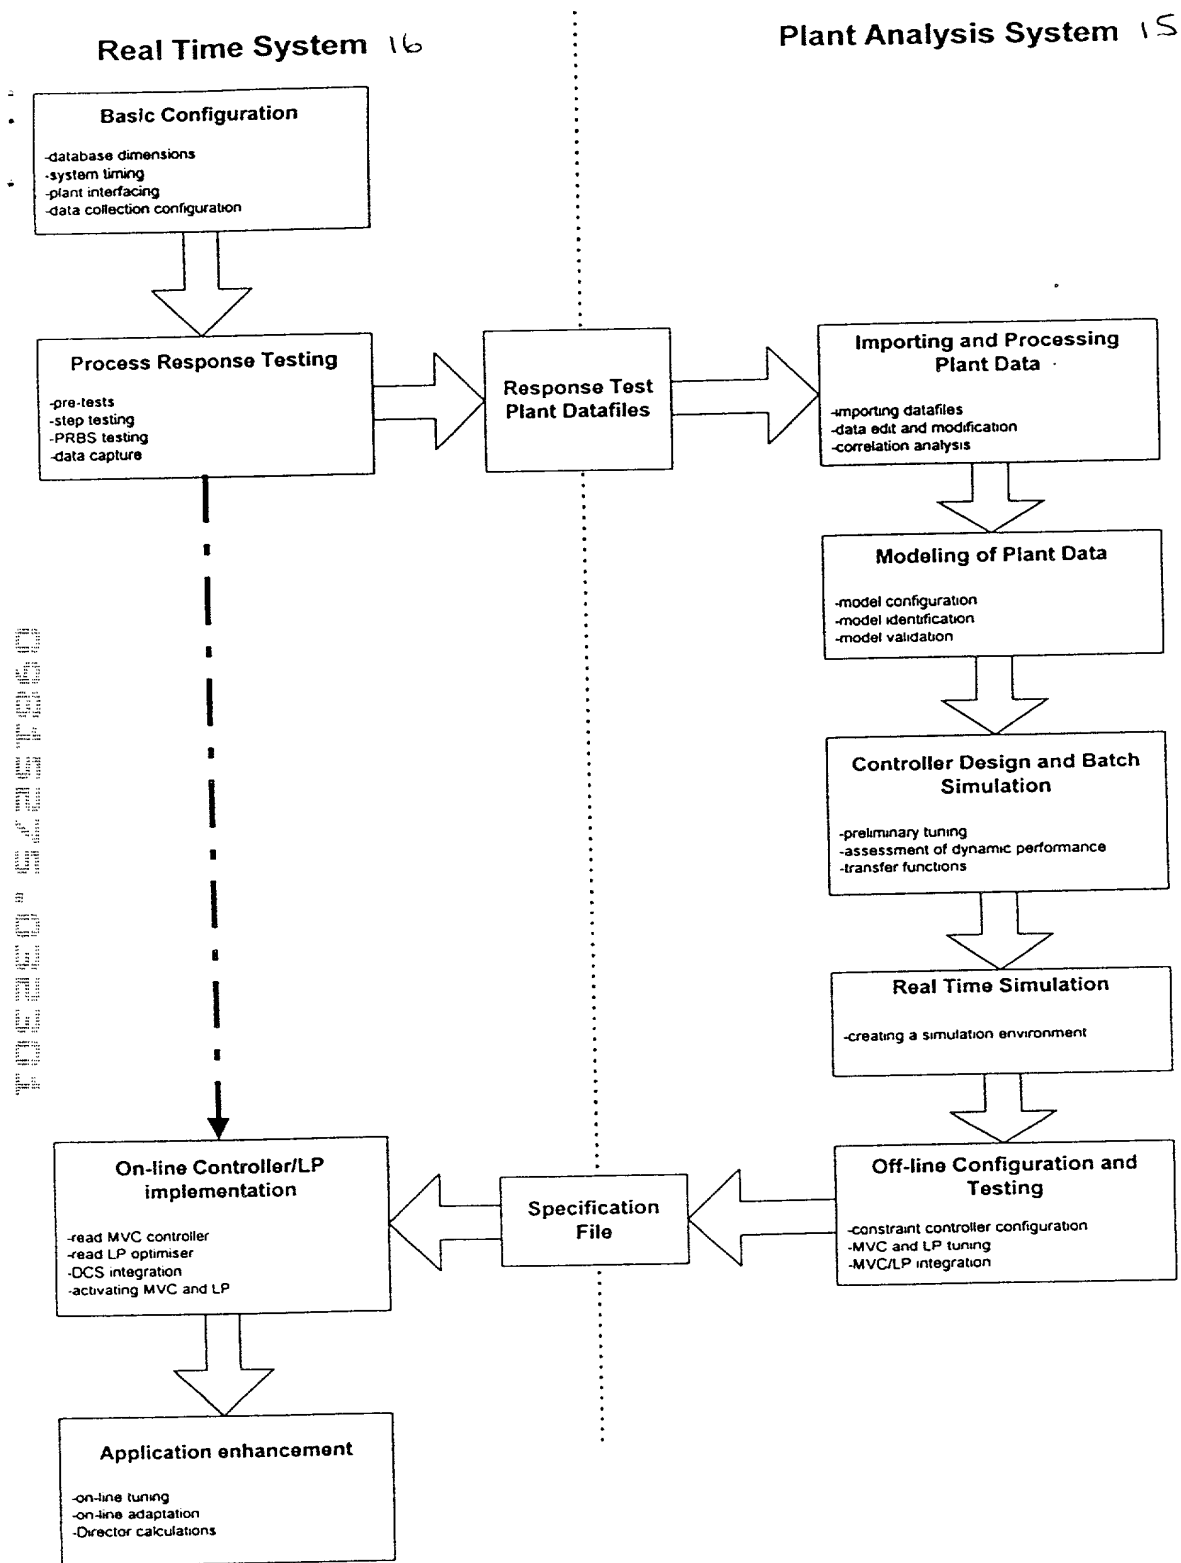 Real Time System 16
Plant Analysis System 15
Basic Configuration
-database dimensions
-system timing
-plant interfacing
-data collection configuration
Process Response Testing
-pre-tests
-step testing
-PRBS testing
-data capture
Response Test
Plant Datafiles
Importing and Processing
Plant Data
-importing datafiles
-data edit and modification
-correlation analysis
Modeling of Plant Data
-model configuration
-model identification
-model validation
Controller Design and Batch
Simulation
-preliminary tuning
-assessment of dynamic performance
-transfer functions
Real Time Simulation
-creating a simulation environment
Off-line Configuration and
Testing
-constraint controller configuration
-MVC and LP tuning
-MVC/LP integration
Specification
File
On-line Controller/LP
implementation
-read MVC controller
-read LP optimiser
-DCS integration
-activating MVC and LP
Application enhancement
-on-line tuning
-on-line adaptation
-Director calculations